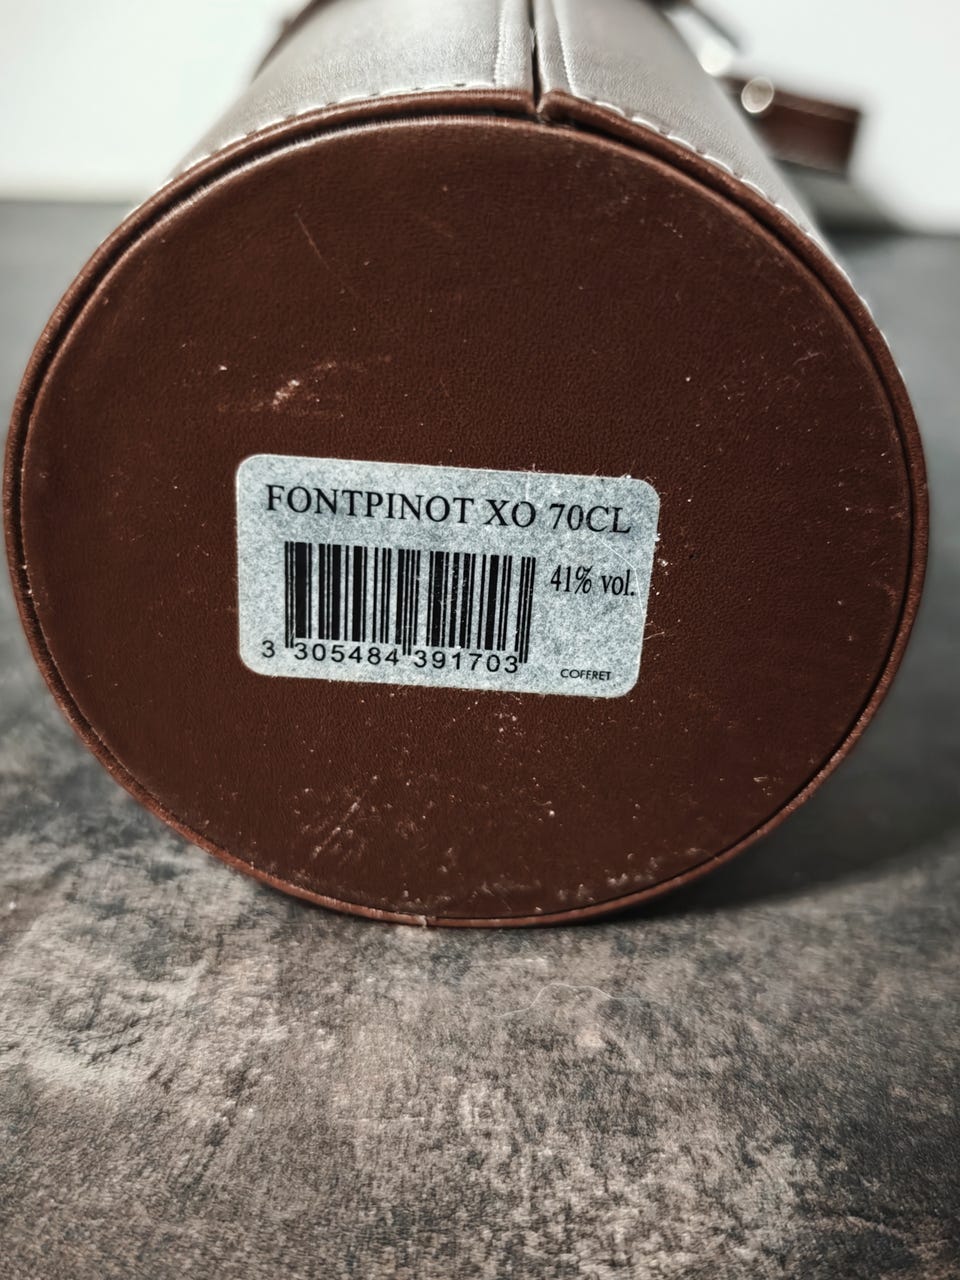 FONTPINOT XO 70CL
41% vol.
3 305484 391703
COFFRET